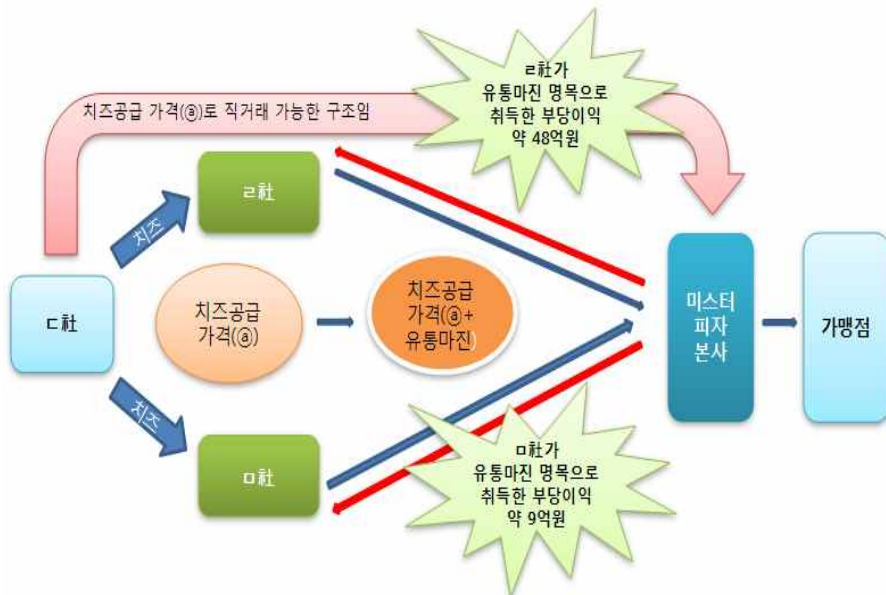 ㄹ社가
유통마진 명목으로
취득한 부당이익
약 48억원
치즈공급 가격(ⓐ)로 직거래 가능한 구조임
ㄹ社
치즈
ㄷ社
치즈공급
가격(ⓐ)
치즈공급
가격(ⓐ+
유통마진)
미스터
피자
본사
가맹점
치즈
ㅁ社
ㅁ社가
유통마진 명목으로
취득한 부당이익
약 9억원